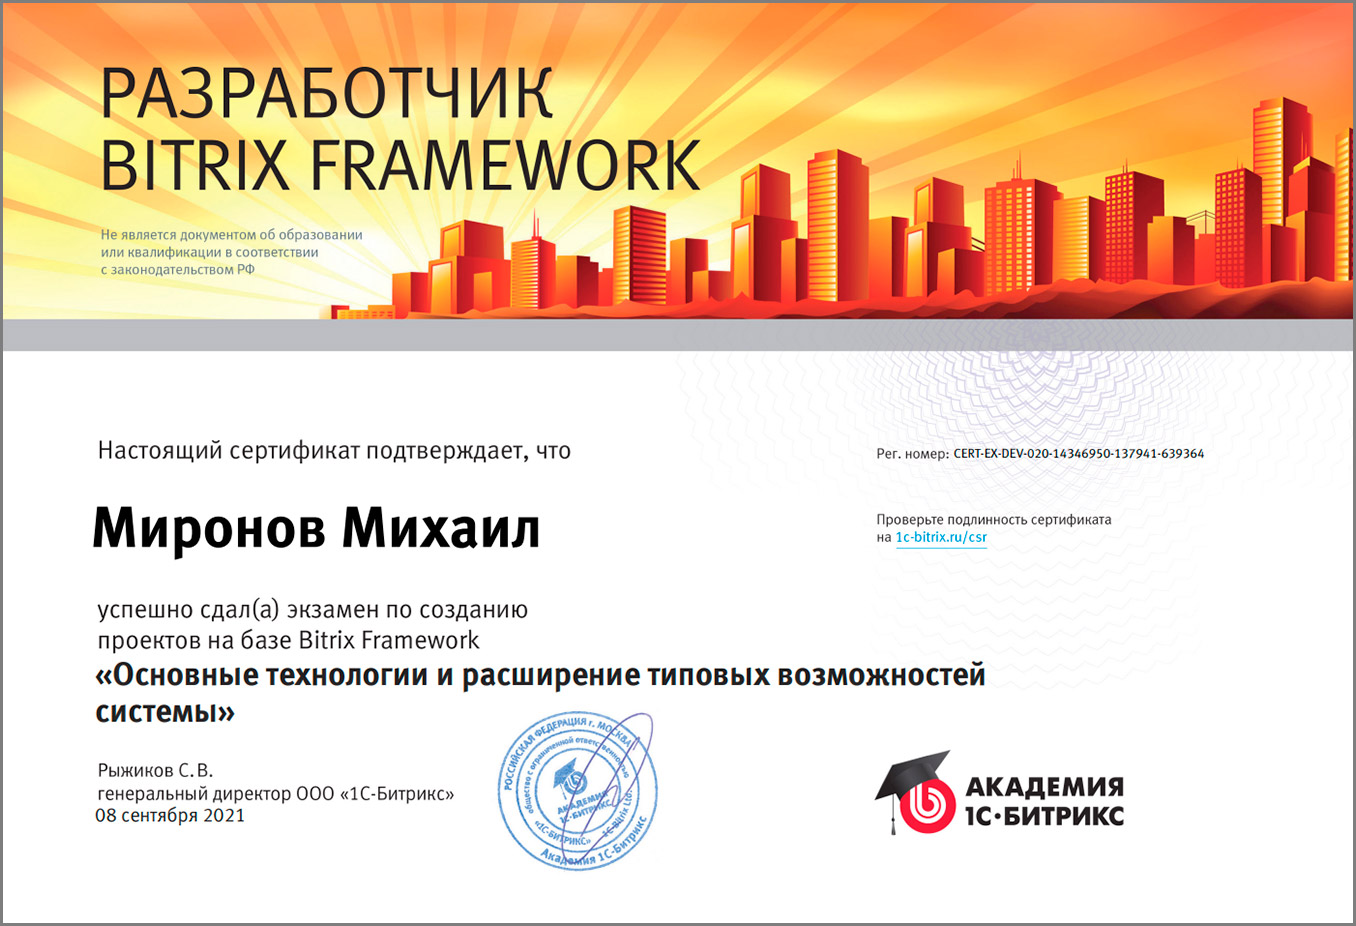 РАЗРАБОТЧИК
BITRIX FRAMEWORK
Не является документом об образовании
или квалификации в соответствии
с законодательством РФ
Настоящий сертификат подтверждает, что
Рег. номер: CERT-EX-DEV-020-14346950-137941-639364
Миронов Михаил
Проверьте подлинность сертификата
на 1c-bitrix.ru/csr
успешно сдал(а) экзамен по созданию
проектов на базе Bitrix Framework
«Основные технологии и расширение типовых возможностей
системы»
Рыжиков С. В.
генеральный директор ООО «1С-Битрикс»
08 сентября 2021
РОССИЙСКАЯ ФЕДЕРАЦИЯ г. МОСКВА
общество с ограниченной ответственностью
АКАДЕМИЯ
1С-БИТРИКС
«1С-БИТРИКС»
1C-Bitrix Ltd.
Академия 1С-Битрикс
АКАДЕМИЯ
1С·БИТРИКС